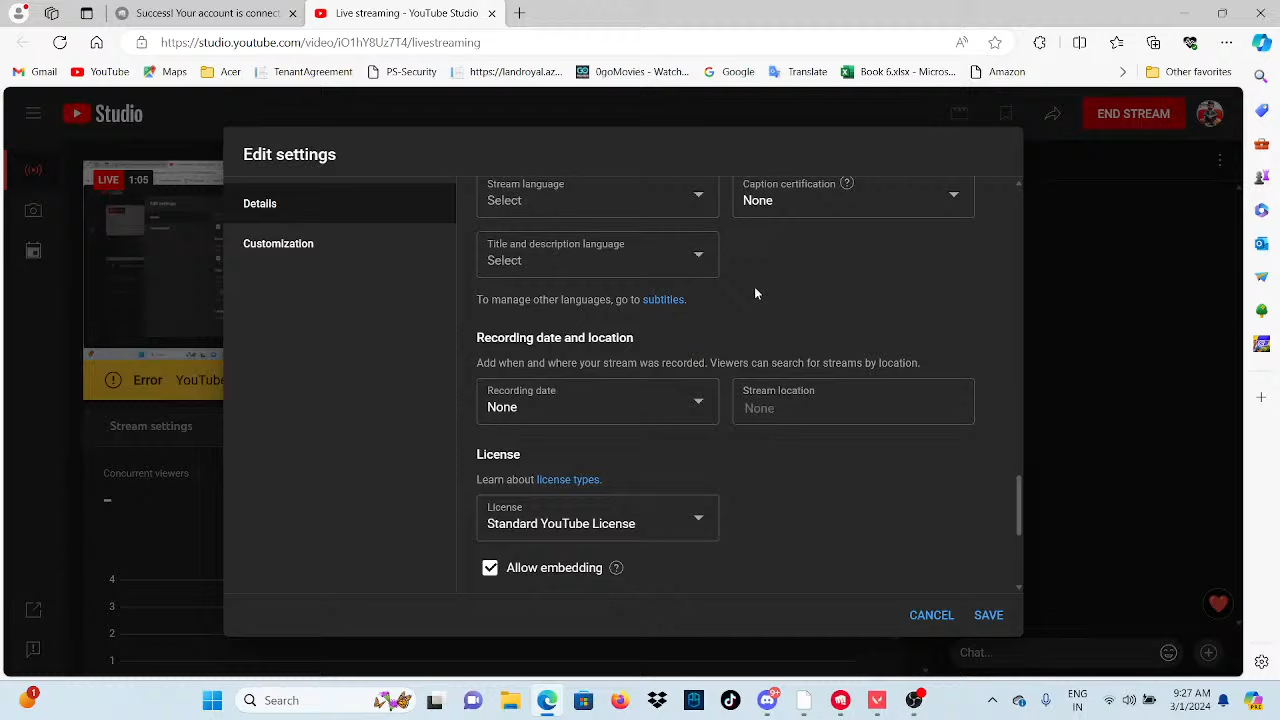 Success! Your account is connect
Live streaming - YouTube Studio
https://studio.youtube.com/video/iO1hY8Uz7T4/livestreaming
Gmail
YouTube
Maps
Acer
TenantAgreement
PS-Security
https://bedroyal.az...
0goMovies - Watc...
Google
Translate
Book 5.xlsx - Micros...
Amazon
Other favorites
Studio
END STREAM
Edit settings
LIVE 1:05
Details
Customization
Stream language
Select
Caption certification
None
Title and description language
Select
To manage other languages, go to subtitles.
Recording date and location
Add when and where your stream was recorded. Viewers can search for streams by location.
Recording date
None
Stream location
None
License
Learn about license types.
License
Standard YouTube License
Allow embedding
Error YouTube
Stream settings
Concurrent viewers
4
3
2
1
CANCEL
SAVE
Chat...
Search
ENG
IN
9:27 AM
3/1/2024